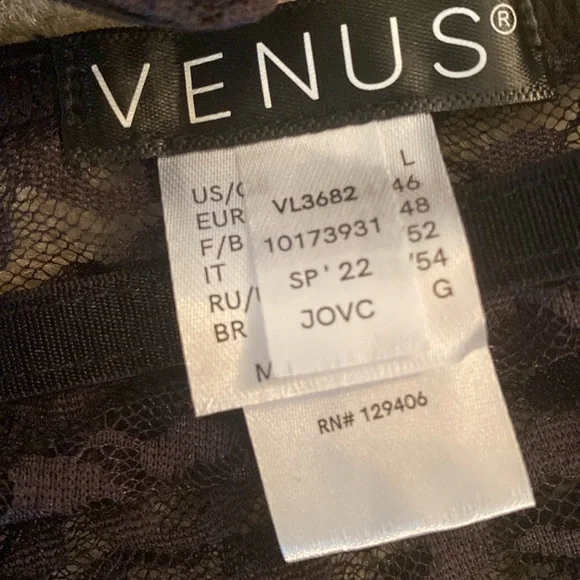 VENUS®
US/C L
EUR 46
F/B 48
IT 52
RU/ '54
BR G
M
VL3682
10173931
SP' 22
JOVC
RN# 129406